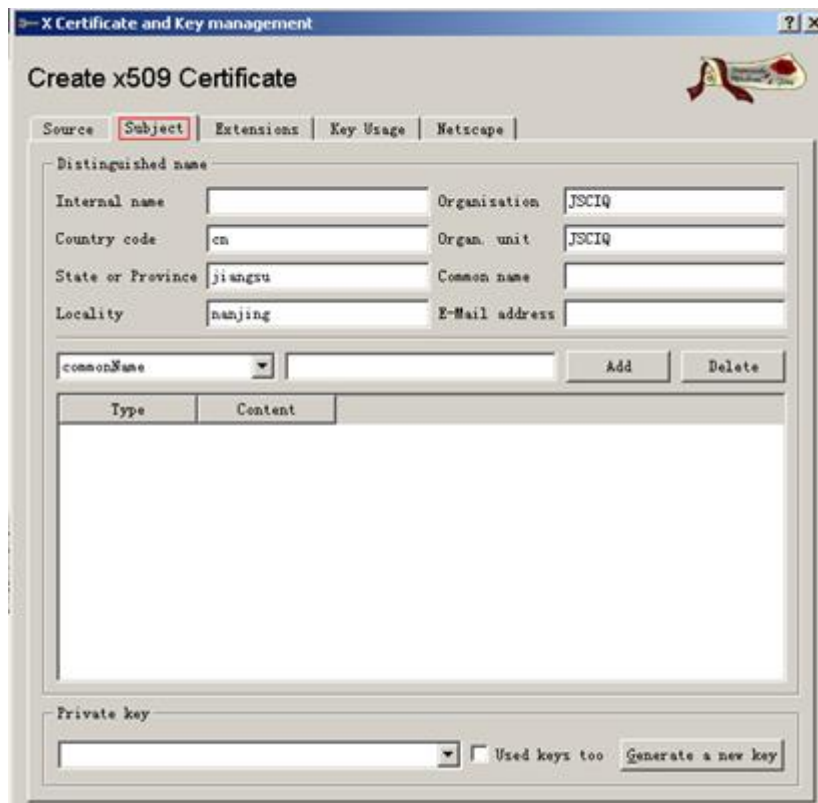 X Certificate and Key management
Create x509 Certificate
Source Subject Extensions Key Usage Netscape
Distinguished name
Internal name Organisation JSCIQ
Country code cn Organ. unit JSCIQ
State or Province jiangsu Common name
Locality nanjing E-Mail address
commonName Add Delete
Type Content
Private key
Used keys too Generate a new key